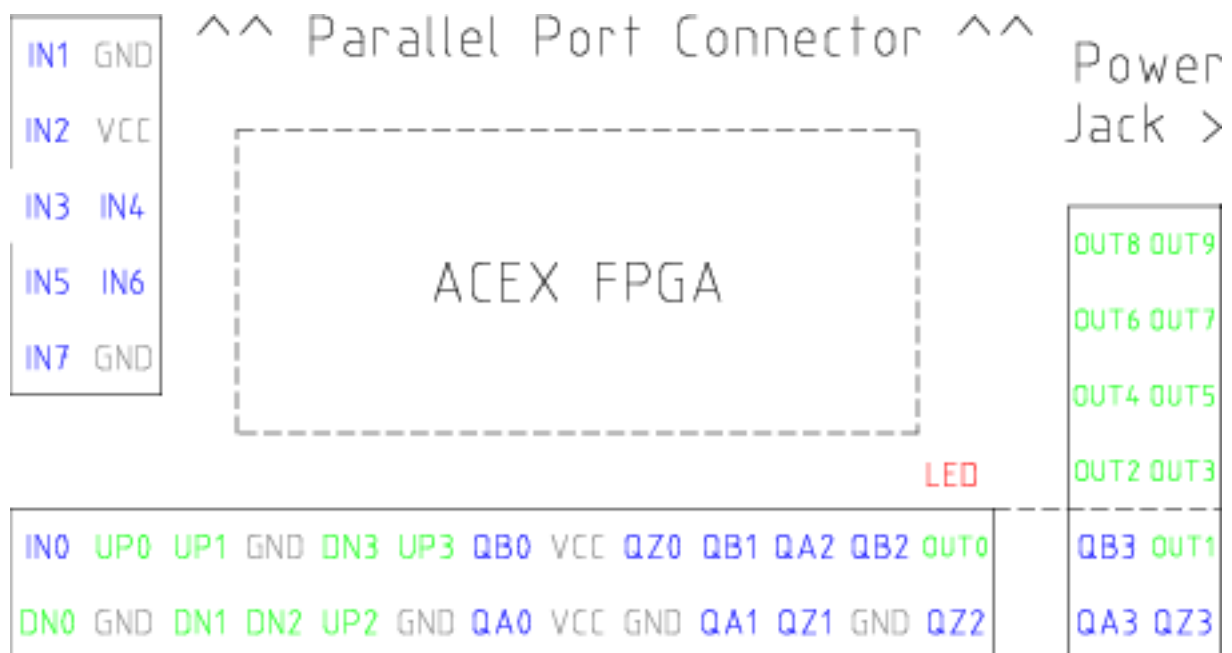 ^^ Parallel Port Connector ^^
Power
Jack >
IN1 GND
IN2 VCC
IN3 IN4
IN5 IN6
IN7 GND
ACEX FPGA
OUT8 OUT9
OUT6 OUT7
OUT4 OUT5
OUT2 OUT3
LED
IN0 UP0 UP1 GND DN3 UP3 QB0 VCC QZ0 QB1 QA2 QB2 OUT0
DN0 GND DN1 DN2 UP2 GND QA0 VCC GND QA1 QZ1 GND QZ2
QB3 OUT1
QA3 QZ3